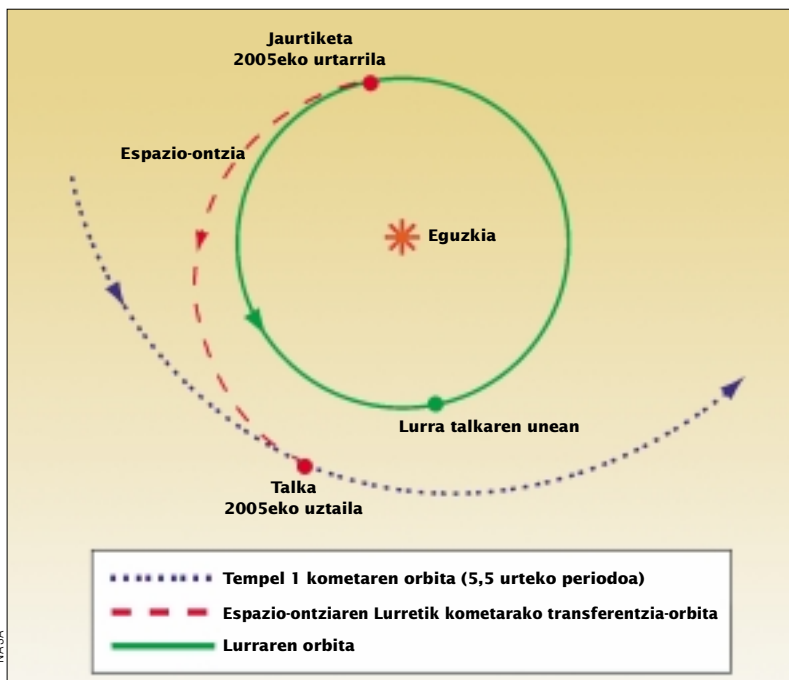 Jaurtiketa
2005eko urtarrila
Espazio-ontzia
Eguzkia
Lurra talkaren unean
Talka
2005eko uztaila
Tempel 1 kometaren orbita (5,5 urteko periodoa)
Espazio-ontziaren Lurretik kometarako transferentzia-orbita
Lurraren orbita
NASA